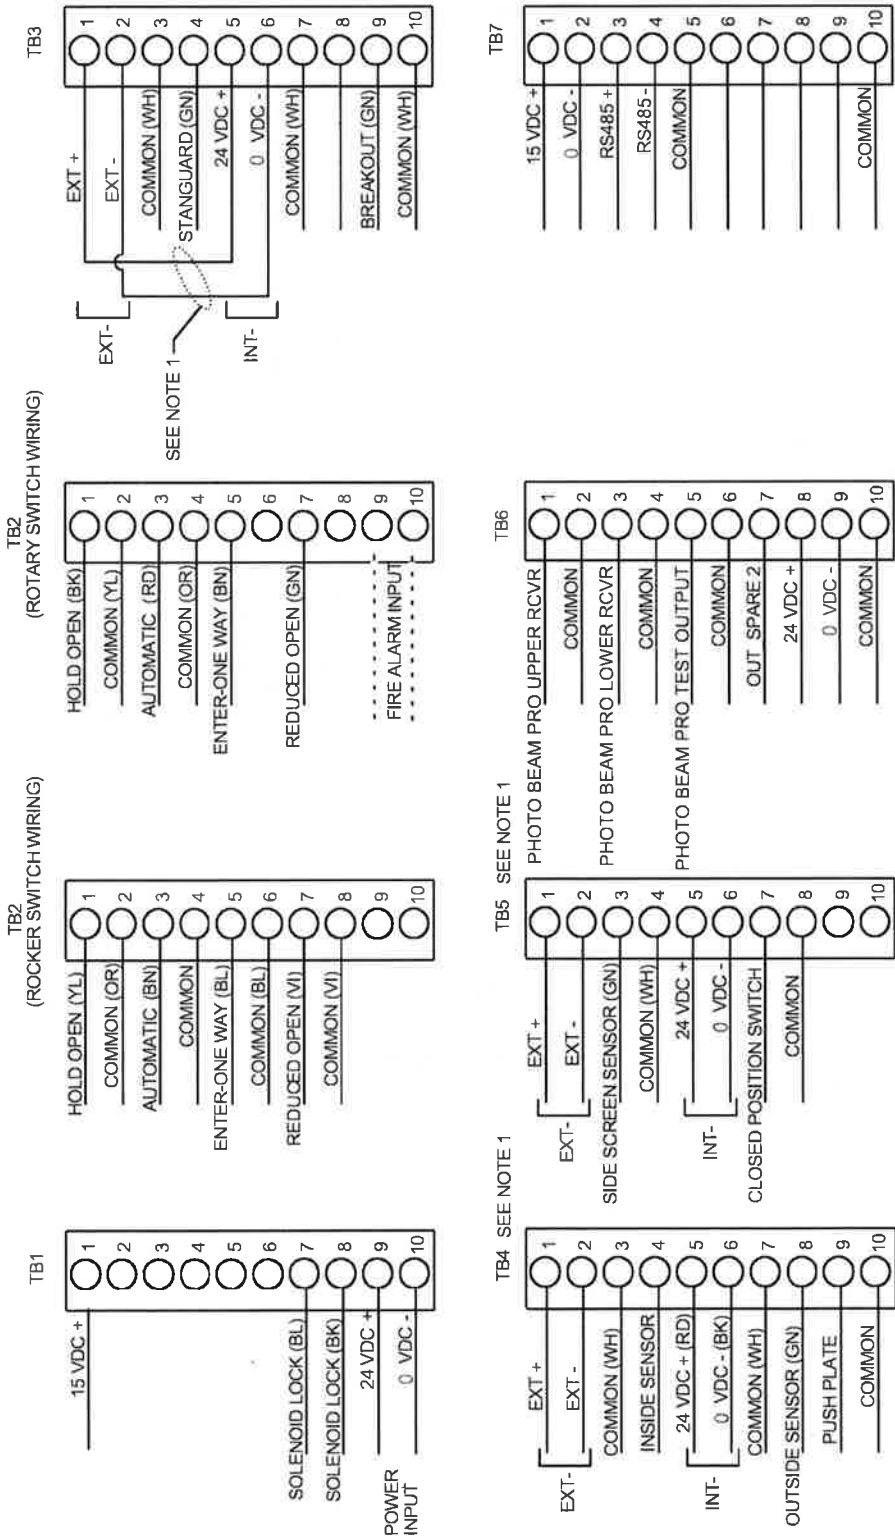 TB1
15 VDC +
SOLENOID LOCK (BL)
SOLENOID LOCK (BK)
24 VDC +
0 VDC -
POWER
INPUT
1
2
3
4
5
6
7
8
9
10
TB2
(ROCKER SWITCH WIRING)
HOLD OPEN (YL)
COMMON (OR)
AUTOMATIC (BN)
COMMON
ENTER-ONE WAY (BL)
COMMON (BL)
REDUCED OPEN (VI)
COMMON (VI)
1
2
3
4
5
6
7
8
9
10
TB2
(ROTARY SWITCH WIRING)
HOLD OPEN (BK)
COMMON (YL)
AUTOMATIC (RD)
COMMON (OR)
ENTER-ONE WAY (BN)
REDUCED OPEN (GN)
FIRE ALARM INPUT
1
2
3
4
5
6
7
8
9
10
TB3
EXT +
EXT -
COMMON (WH)
STANGUARD (GN)
24 VDC +
0 VDC -
COMMON (WH)
BREAKOUT (GN)
COMMON (WH)
EXT-
INT-
SEE NOTE 1
1
2
3
4
5
6
7
8
9
10
TB4 SEE NOTE 1
EXT +
EXT -
COMMON (WH)
INSIDE SENSOR
24 VDC + (RD)
0 VDC - (BK)
COMMON (WH)
OUTSIDE SENSOR (GN)
PUSH PLATE
COMMON
EXT-
INT-
1
2
3
4
5
6
7
8
9
10
TB5 SEE NOTE 1
EXT +
EXT -
SIDE SCREEN SENSOR (GN)
COMMON (WH)
24 VDC +
0 VDC -
CLOSED POSITION SWITCH
COMMON
EXT-
INT-
1
2
3
4
5
6
7
8
9
10
TB6
PHOTO BEAM PRO UPPER RCVR
COMMON
PHOTO BEAM PRO LOWER RCVR
COMMON
PHOTO BEAM PRO TEST OUTPUT
COMMON
OUT SPARE 2
24 VDC +
0 VDC -
COMMON
1
2
3
4
5
6
7
8
9
10
TB7
15 VDC +
0 VDC -
RS485 +
RS485 -
COMMON
COMMON
1
2
3
4
5
6
7
8
9
10